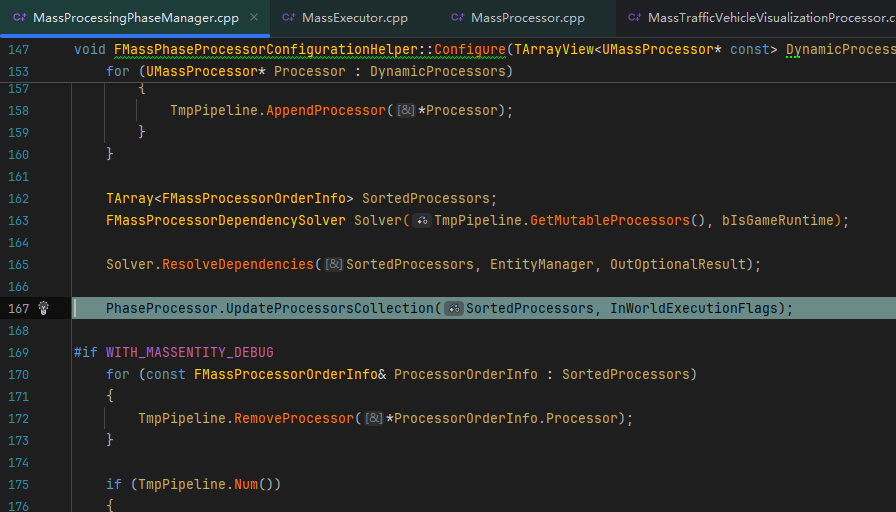 MassProcessingPhaseManager.cpp × MassExecutor.cpp MassProcessor.cpp MassTrafficVehicleVisualizationProcessor.c
147 void FMassPhaseProcessorConfigurationHelper::Configure(TArrayView<UMassProcessor* const> DynamicProcess
153 for (UMassProcessor* Processor : DynamicProcessors)
157 {
158 TmpPipeline.AppendProcessor([&]*Processor);
159 }
160 }
161
162 TArray<FMassProcessorOrderInfo> SortedProcessors;
163 FMassProcessorDependencySolver Solver(TmpPipeline.GetMutableProcessors(), bIsGameRuntime);
164
165 Solver.ResolveDependencies([&]SortedProcessors, EntityManager, OutOptionalResult);
166
167 PhaseProcessor.UpdateProcessorsCollection(SortedProcessors, InWorldExecutionFlags);
168
169 #if WITH_MASSENTITY_DEBUG
170 for (const FMassProcessorOrderInfo& ProcessorOrderInfo : SortedProcessors)
171 {
172 TmpPipeline.RemoveProcessor([&]*ProcessorOrderInfo.Processor);
173 }
174
175 if (TmpPipeline.Num())
176 {